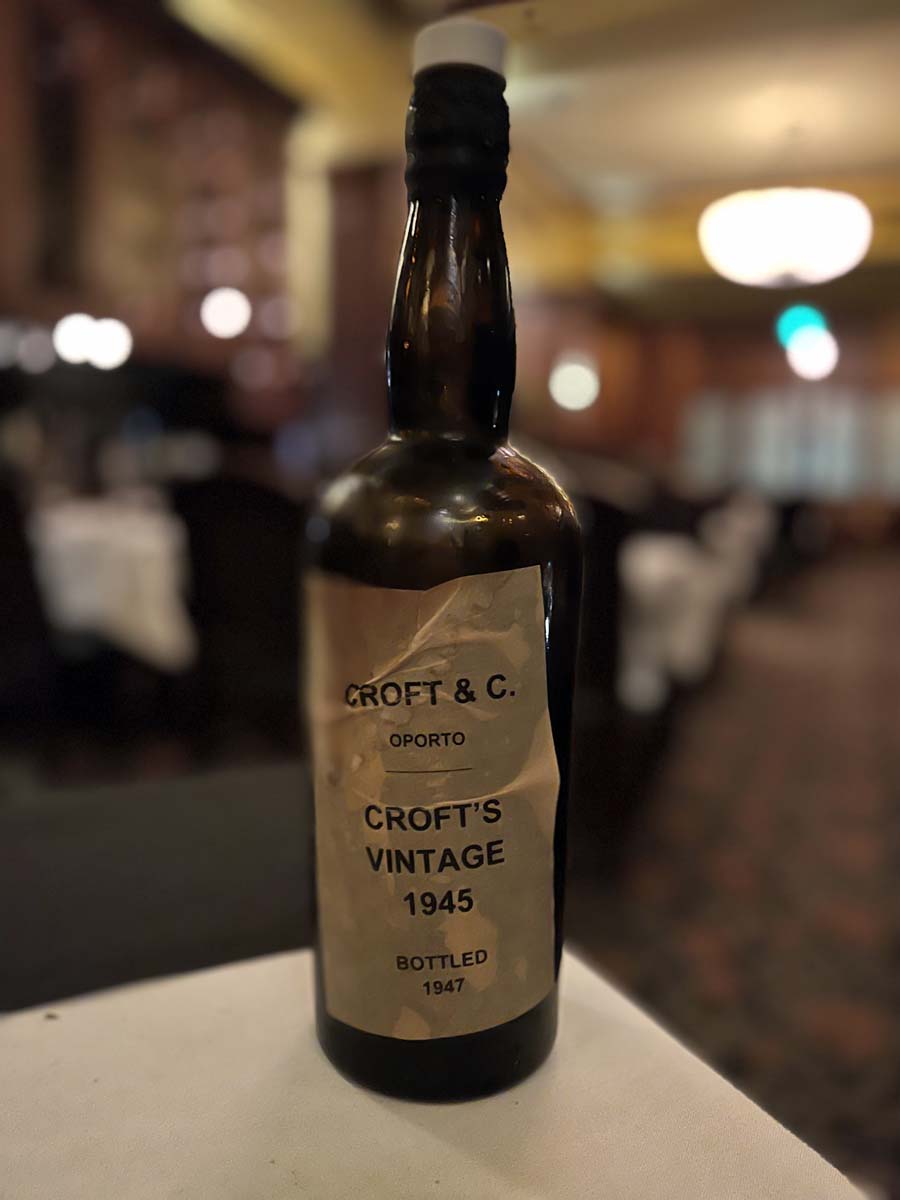 CROFT & C.
OPORTO
CROFT'S
VINTAGE
1945
BOTTLED
1947